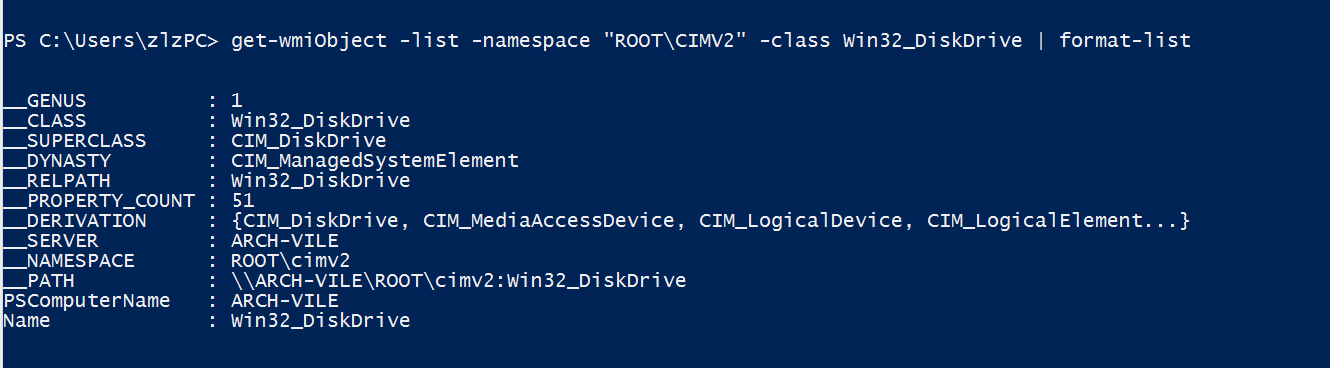 PS C:\Users\zlzPC> get-wmiObject -list -namespace "ROOT\CIMV2" -class Win32_DiskDrive | format-list
__GENUS : 1
__CLASS : Win32_DiskDrive
__SUPERCLASS : CIM_DiskDrive
__DYNASTY : CIM_ManagedSystemElement
__RELPATH : Win32_DiskDrive
__PROPERTY_COUNT : 51
__DERIVATION : {CIM_DiskDrive, CIM_MediaAccessDevice, CIM_LogicalDevice, CIM_LogicalElement...}
__SERVER : ARCH-VILE
__NAMESPACE : ROOT\cimv2
__PATH : \\ARCH-VILE\ROOT\cimv2:Win32_DiskDrive
PSComputerName : ARCH-VILE
Name : Win32_DiskDrive